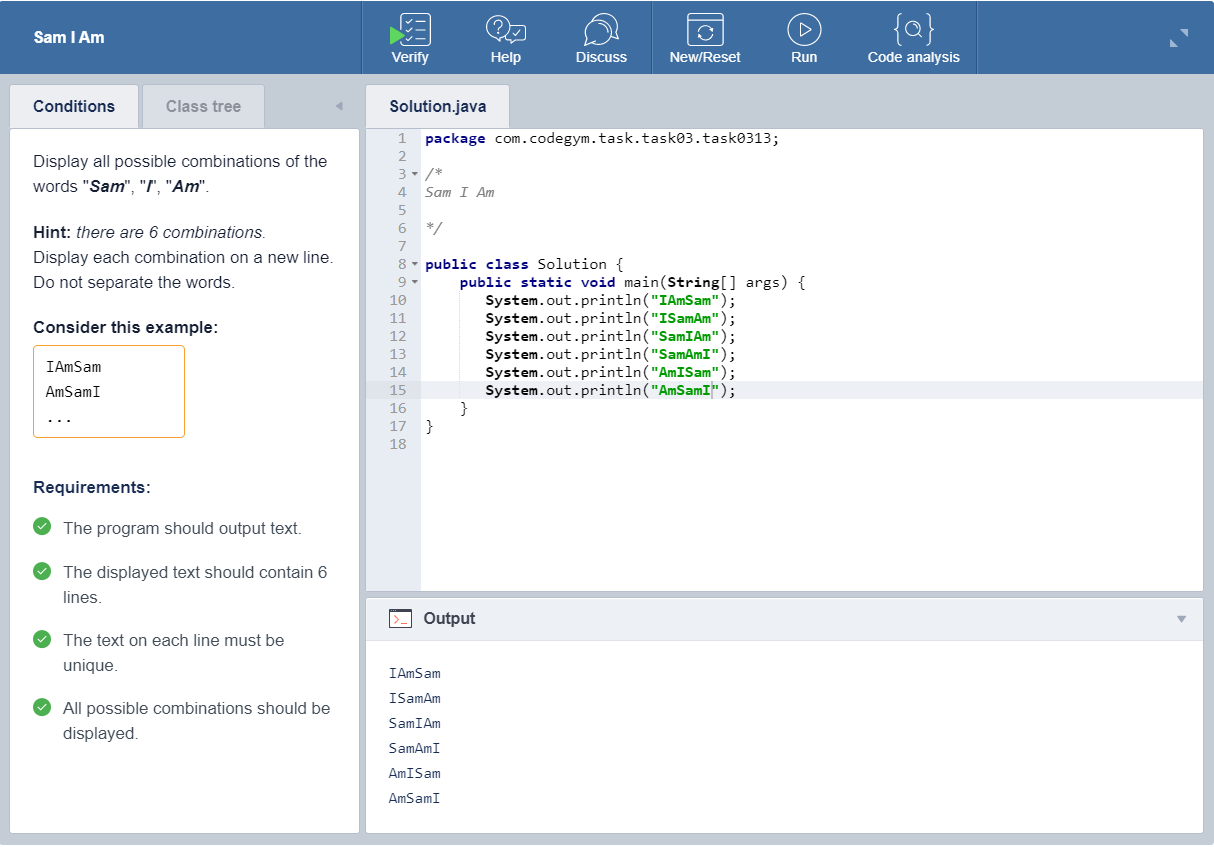 Sam I Am
Verify
Help
Discuss
New/Reset
Run
Code analysis
Conditions
Class tree
Display all possible combinations of the
words "Sam", "I", "Am".
Hint: there are 6 combinations.
Display each combination on a new line.
Do not separate the words.
Consider this example:
IAmSam
AmSamI
...
Requirements:
The program should output text.
The displayed text should contain 6
lines.
The text on each line must be
unique.
All possible combinations should be
displayed.
Solution.java
1 package com.codegym.task.task03.task0313;
2
3 /*
4 Sam I Am
5
6 */
7
8 public class Solution {
9 public static void main(String[] args) {
10 System.out.println("IAmSam");
11 System.out.println("ISamAm");
12 System.out.println("SamIAm");
13 System.out.println("SamAmI");
14 System.out.println("AmISam");
15 System.out.println("AmSamI");
16 }
17 }
18
>_ Output
IAmSam
ISamAm
SamIAm
SamAmI
AmISam
AmSamI